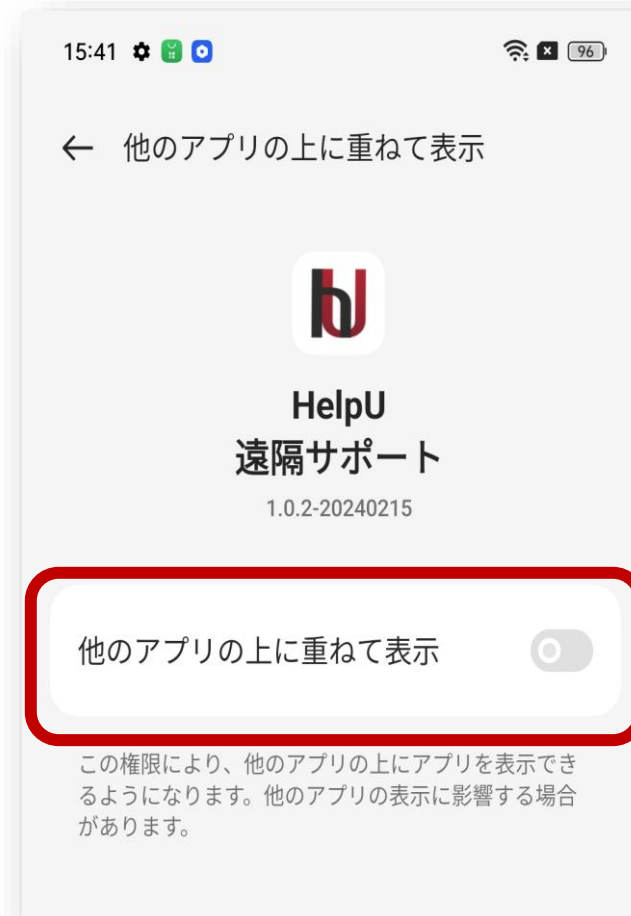 15:41
96
他のアプリの上に重ねて表示
HelpU
遠隔サポート
1.0.2-20240215
他のアプリの上に重ねて表示
この権限により、他のアプリの上にアプリを表示でき
るようになります。他のアプリの表示に影響する場合
があります。